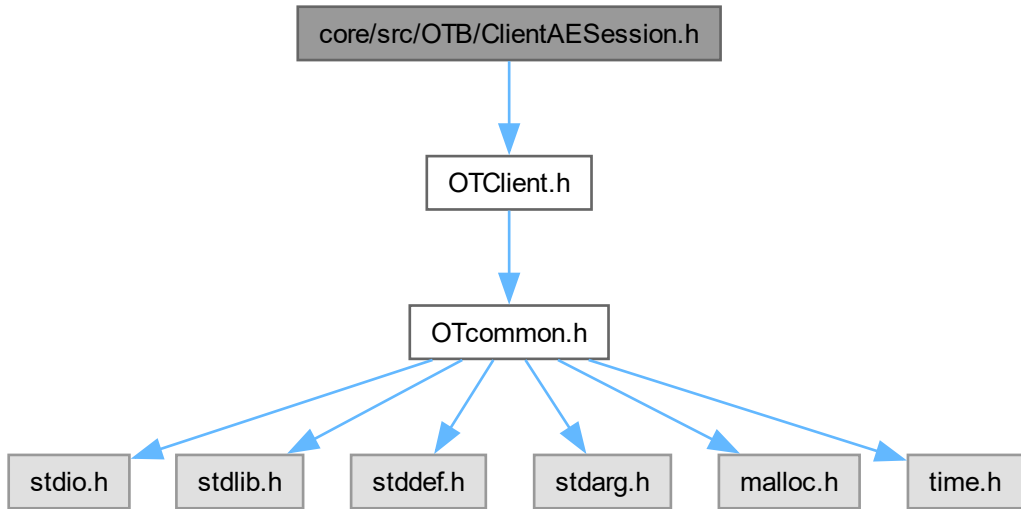 core/src/OTB/ClientAESession.h
OTClient.h
OTcommon.h
stdio.h
stdlib.h
stddef.h
stdarg.h
malloc.h
time.h